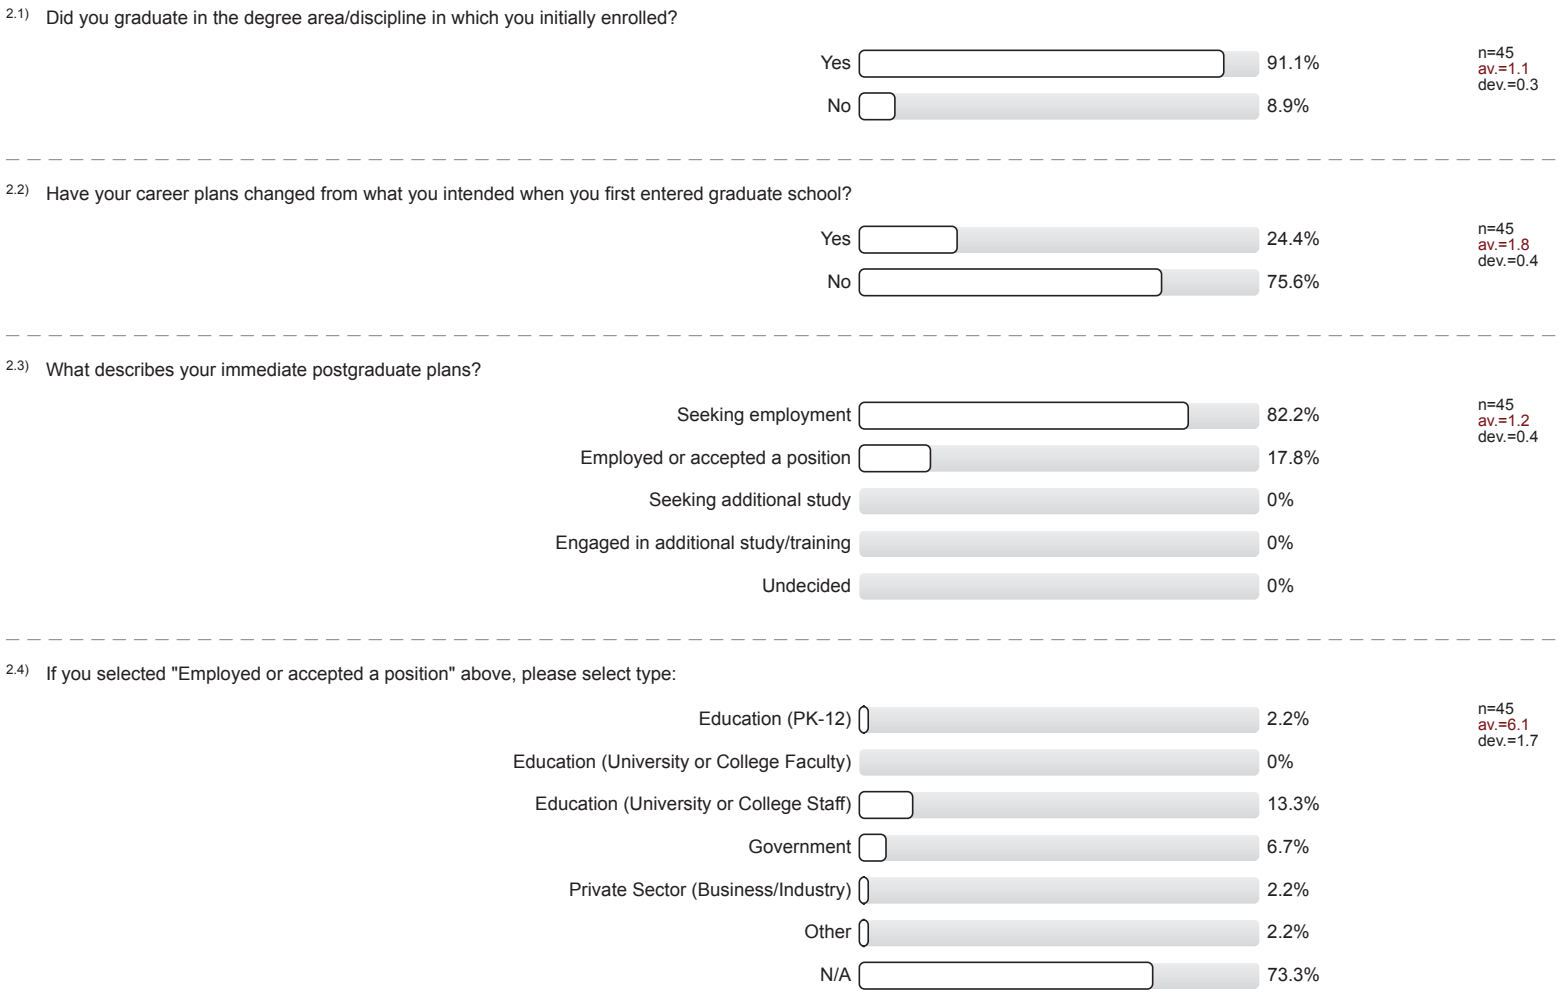 2.1) Did you graduate in the degree area/discipline in which you initially enrolled?
Yes 91.1%
No 8.9%
n=45
av.=1.1
dev.=0.3
2.2) Have your career plans changed from what you intended when you first entered graduate school?
Yes 24.4%
No 75.6%
n=45
av.=1.8
dev.=0.4
2.3) What describes your immediate postgraduate plans?
Seeking employment 82.2%
Employed or accepted a position 17.8%
Seeking additional study 0%
Engaged in additional study/training 0%
Undecided 0%
n=45
av.=1.2
dev.=0.4
2.4) If you selected "Employed or accepted a position" above, please select type:
Education (PK-12) 2.2%
Education (University or College Faculty) 0%
Education (University or College Staff) 13.3%
Government 6.7%
Private Sector (Business/Industry) 2.2%
Other 2.2%
N/A 73.3%
n=45
av.=6.1
dev.=1.7